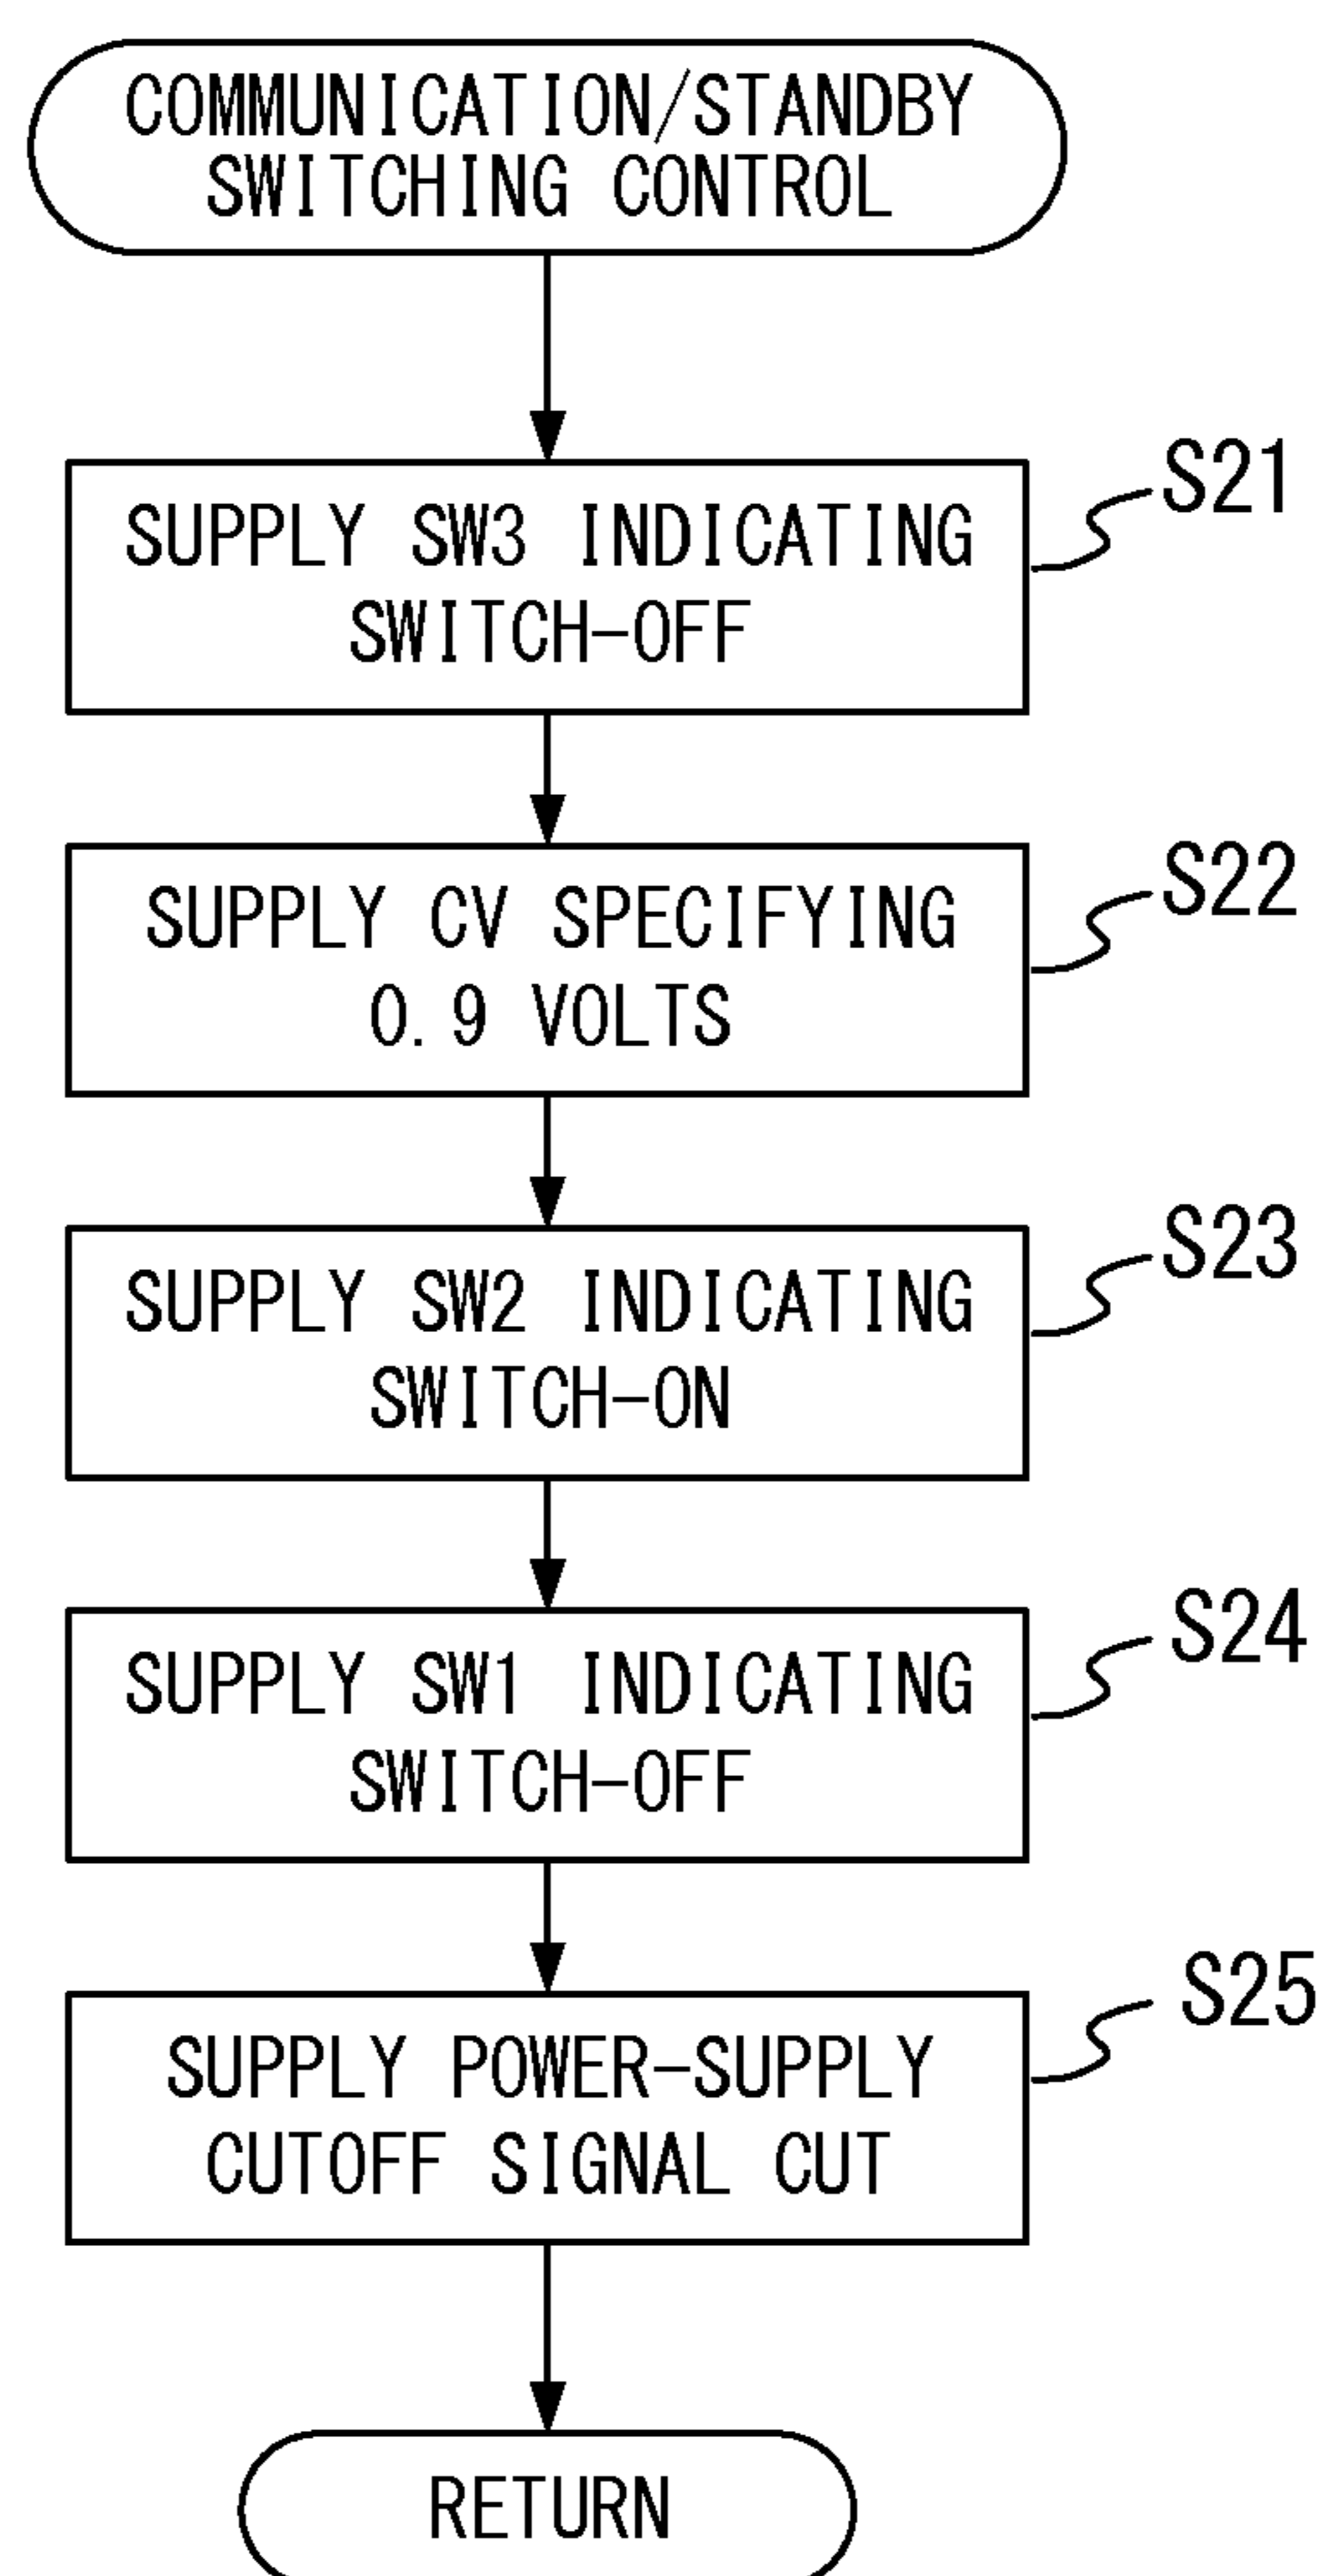 COMMUNICATION/STANDBY
SWITCHING CONTROL
SUPPLY SW3 INDICATING
SWITCH-OFF
S21
SUPPLY CV SPECIFYING
0.9 VOLTS
S22
SUPPLY SW2 INDICATING
SWITCH-ON
S23
SUPPLY SW1 INDICATING
SWITCH-OFF
S24
SUPPLY POWER-SUPPLY
CUTOFF SIGNAL CUT
S25
RETURN